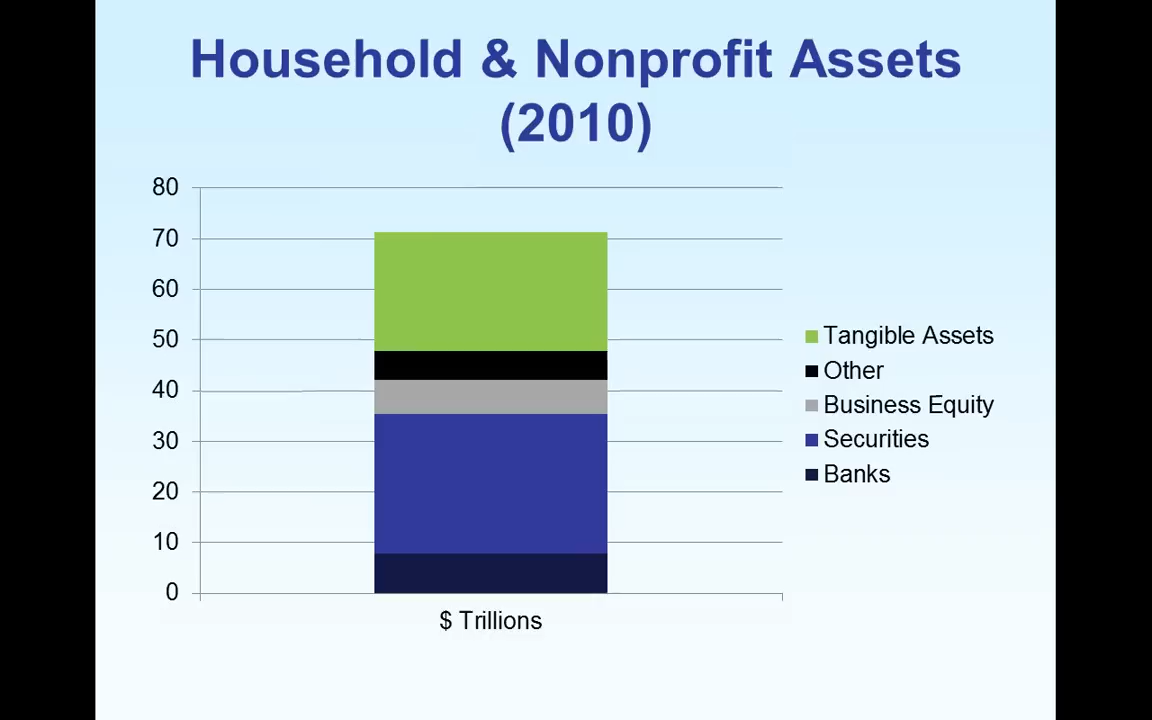 Household & Nonprofit Assets
(2010)
80
70
60
50
40
30
20
10
0
$ Trillions
Tangible Assets
Other
Business Equity
Securities
Banks